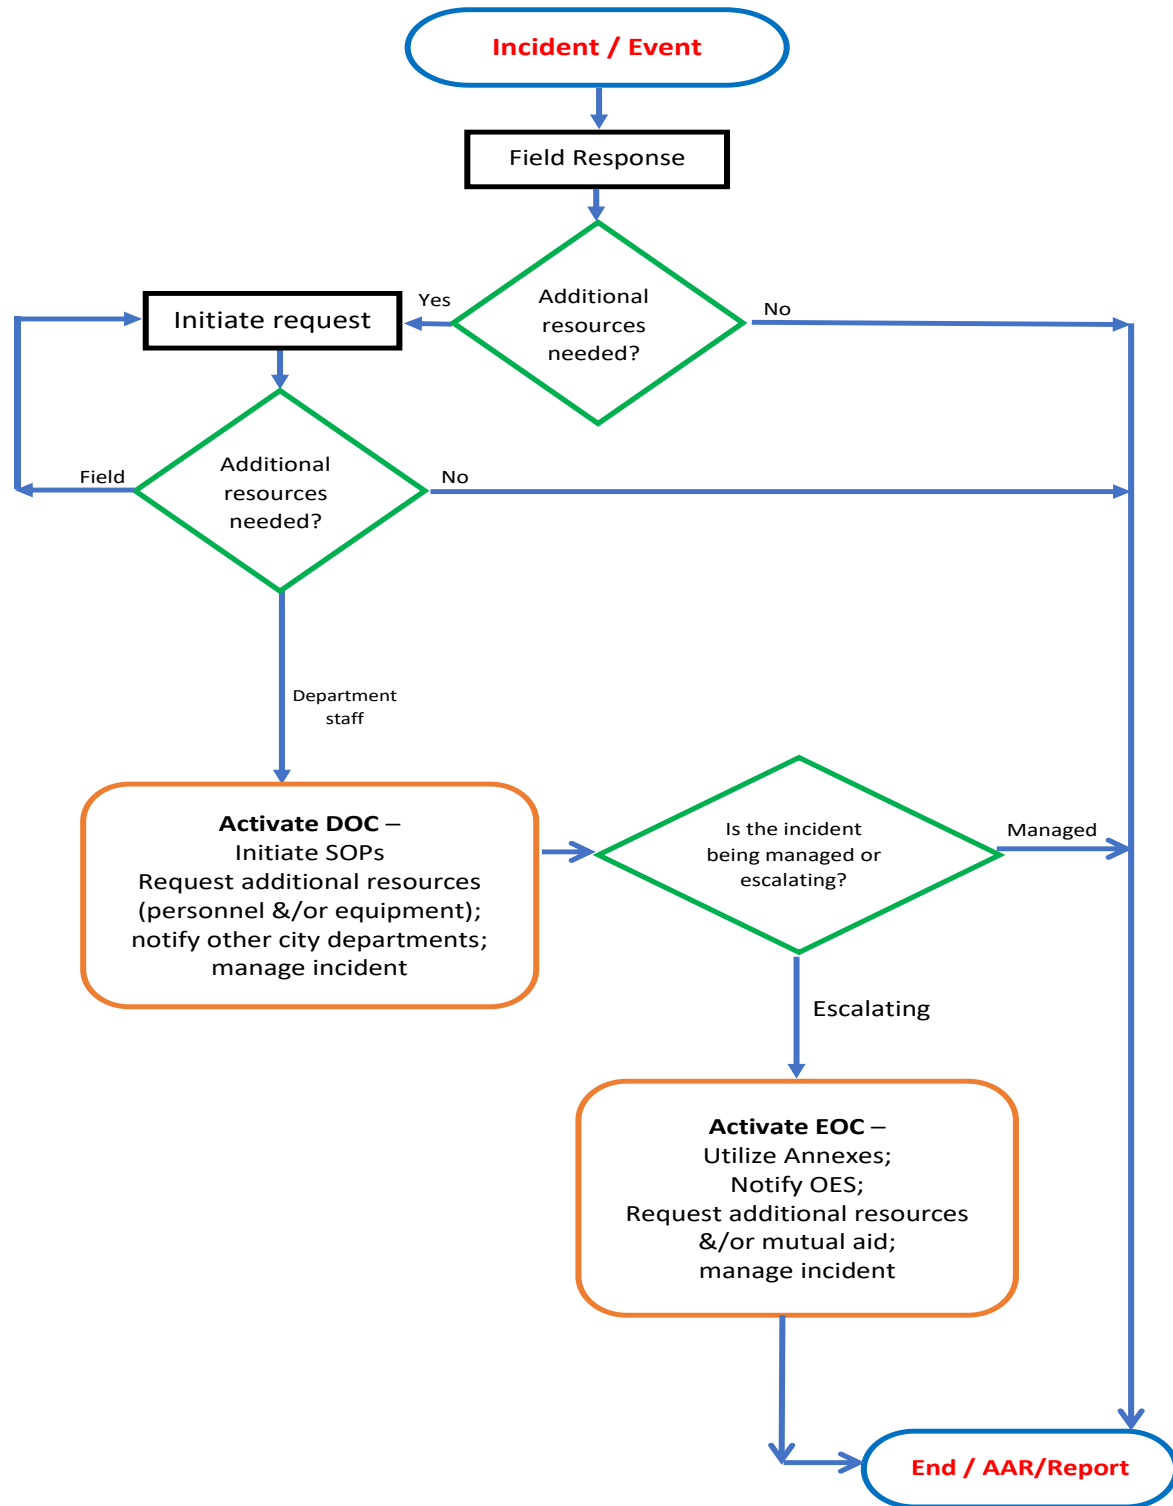 Incident / Event
Field Response
Additional
resources
needed?
Yes
No
Initiate request
Additional
resources
needed?
Field
No
Department
staff
Activate DOC –
Initiate SOPs
Request additional resources
(personnel &/or equipment);
notify other city departments;
manage incident
Is the incident
being managed or
escalating?
Managed
Escalating
Activate EOC –
Utilize Annexes;
Notify OES;
Request additional resources
&/or mutual aid;
manage incident
End / AAR/Report